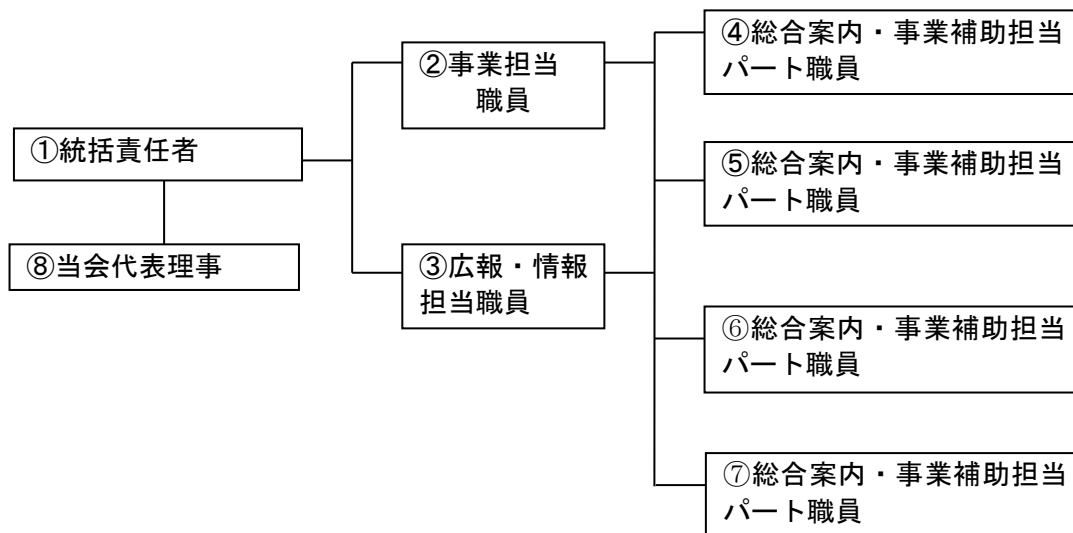 ①統括責任者
⑧当会代表理事
②事業担当
職員
③広報・情報
担当職員
④総合案内・事業補助担当
パート職員
⑤総合案内・事業補助担当
パート職員
⑥総合案内・事業補助担当
パート職員
⑦総合案内・事業補助担当
パート職員